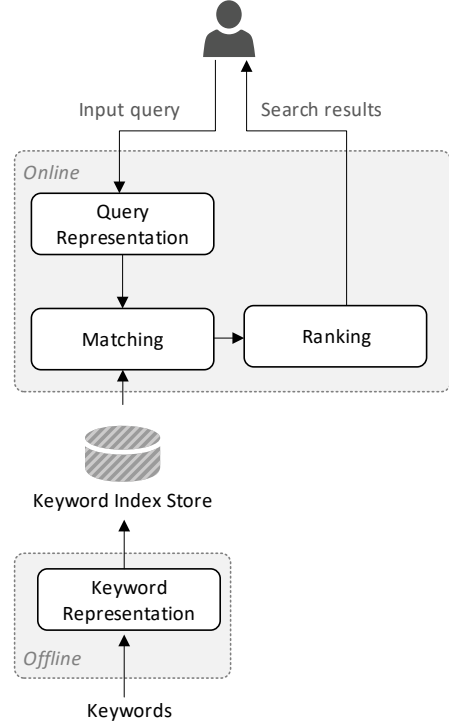 Input query
Search results
Online
Query
Representation
Matching
Ranking
Keyword Index Store
Keyword
Representation
Offline
Keywords